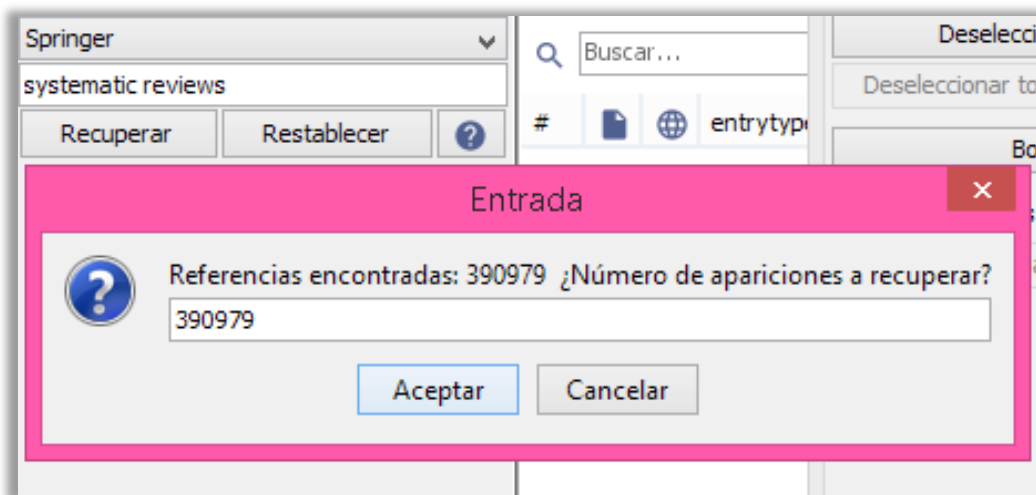 Springer
systematic reviews
Recuperar Restablecer
Buscar...
# entrytype
Deselecci
Deseleccionar to
Bo
Entrada
Referencias encontradas: 390979 ¿Número de apariciones a recuperar?
390979
Aceptar Cancelar